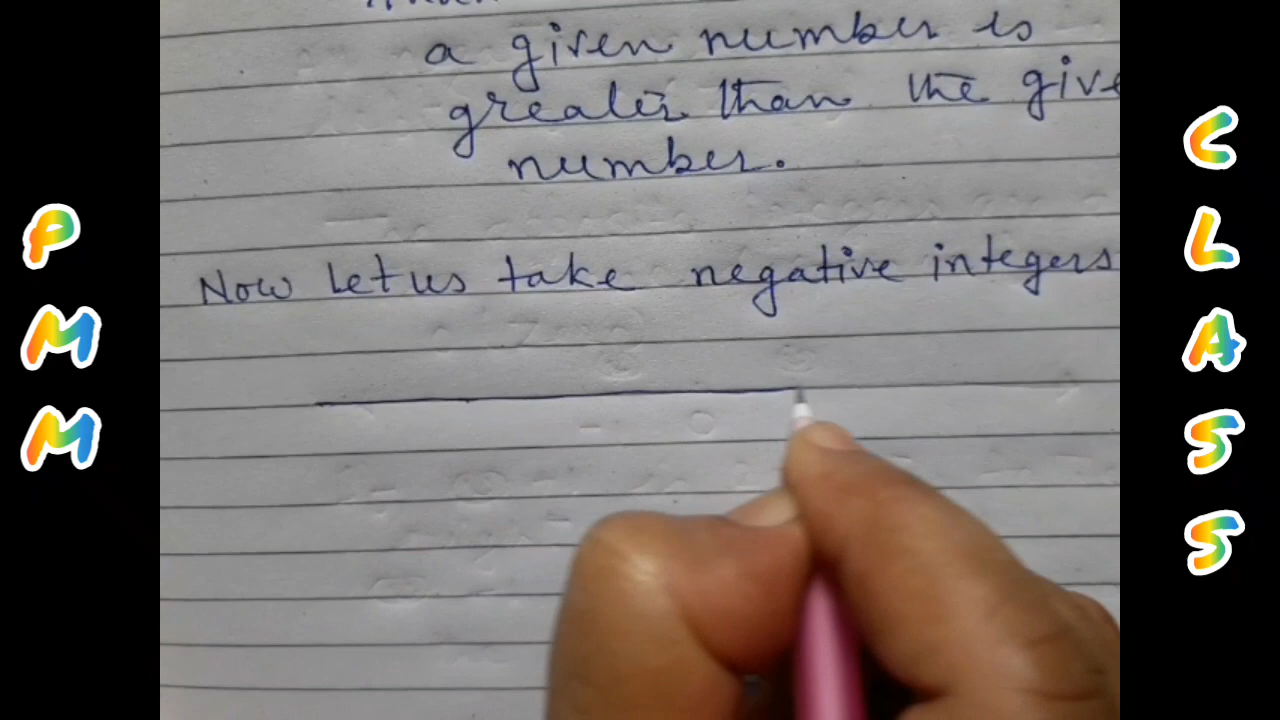 a given number is
greater than the give
number.
Now Let us take negative integers
PMM
CLASS